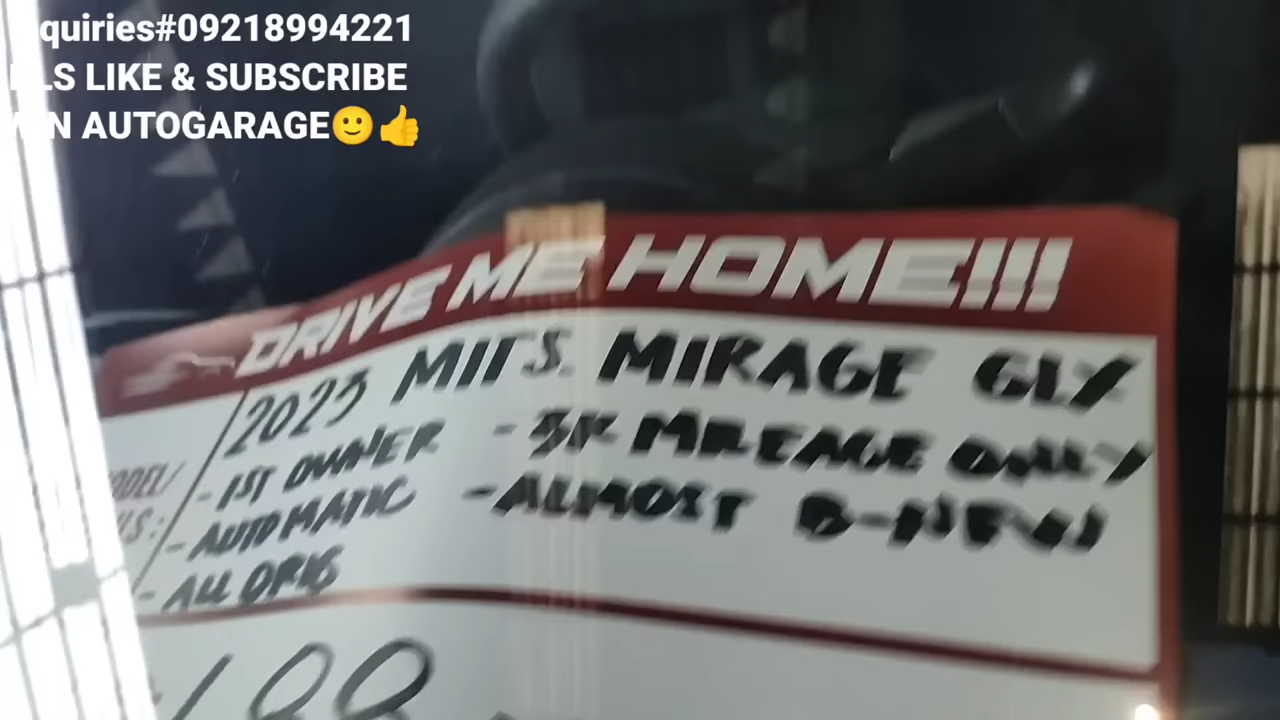 quiries#09218994221
LS LIKE & SUBSCRIBE
N AUTOGARAGE🙂👍
DRIVE ME HOME!!!
2023 MITS. MIRAGE GLX
- 1ST OWNER - 5K MILEAGE ONLY
- AUTOMATIC - ALMOST B-NEW
- ALL ORIG